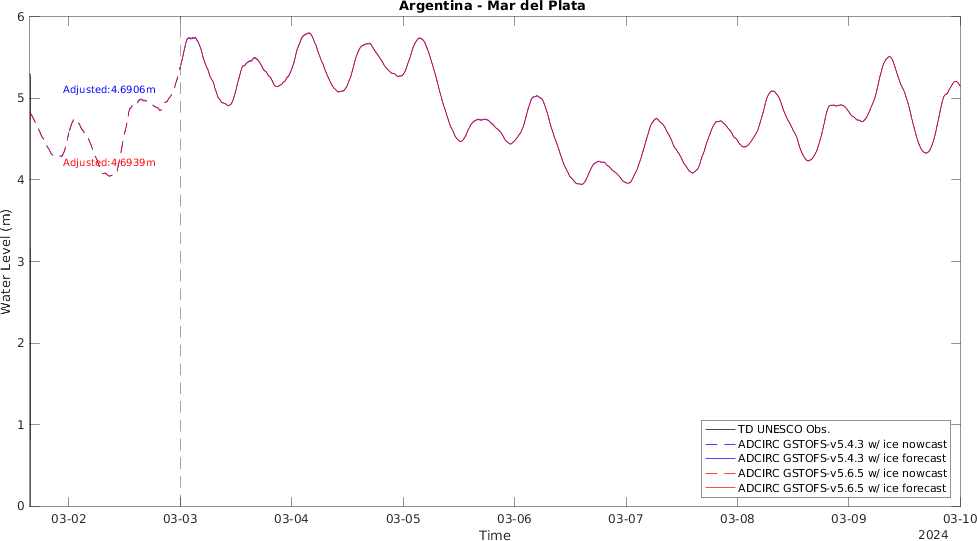 Argentina - Mar del Plata
6
5
4
3
2
1
0
Water Level (m)
Adjusted:4.6906m
Adjusted:4.6939m
TD UNESCO Obs.
ADCIRC GSTOFS-v5.4.3 w/ ice nowcast
ADCIRC GSTOFS-v5.4.3 w/ ice forecast
ADCIRC GSTOFS-v5.6.5 w/ ice nowcast
ADCIRC GSTOFS-v5.6.5 w/ ice forecast
03-02 03-03 03-04 03-05 03-06 03-07 03-08 03-09 03-10
Time
2024